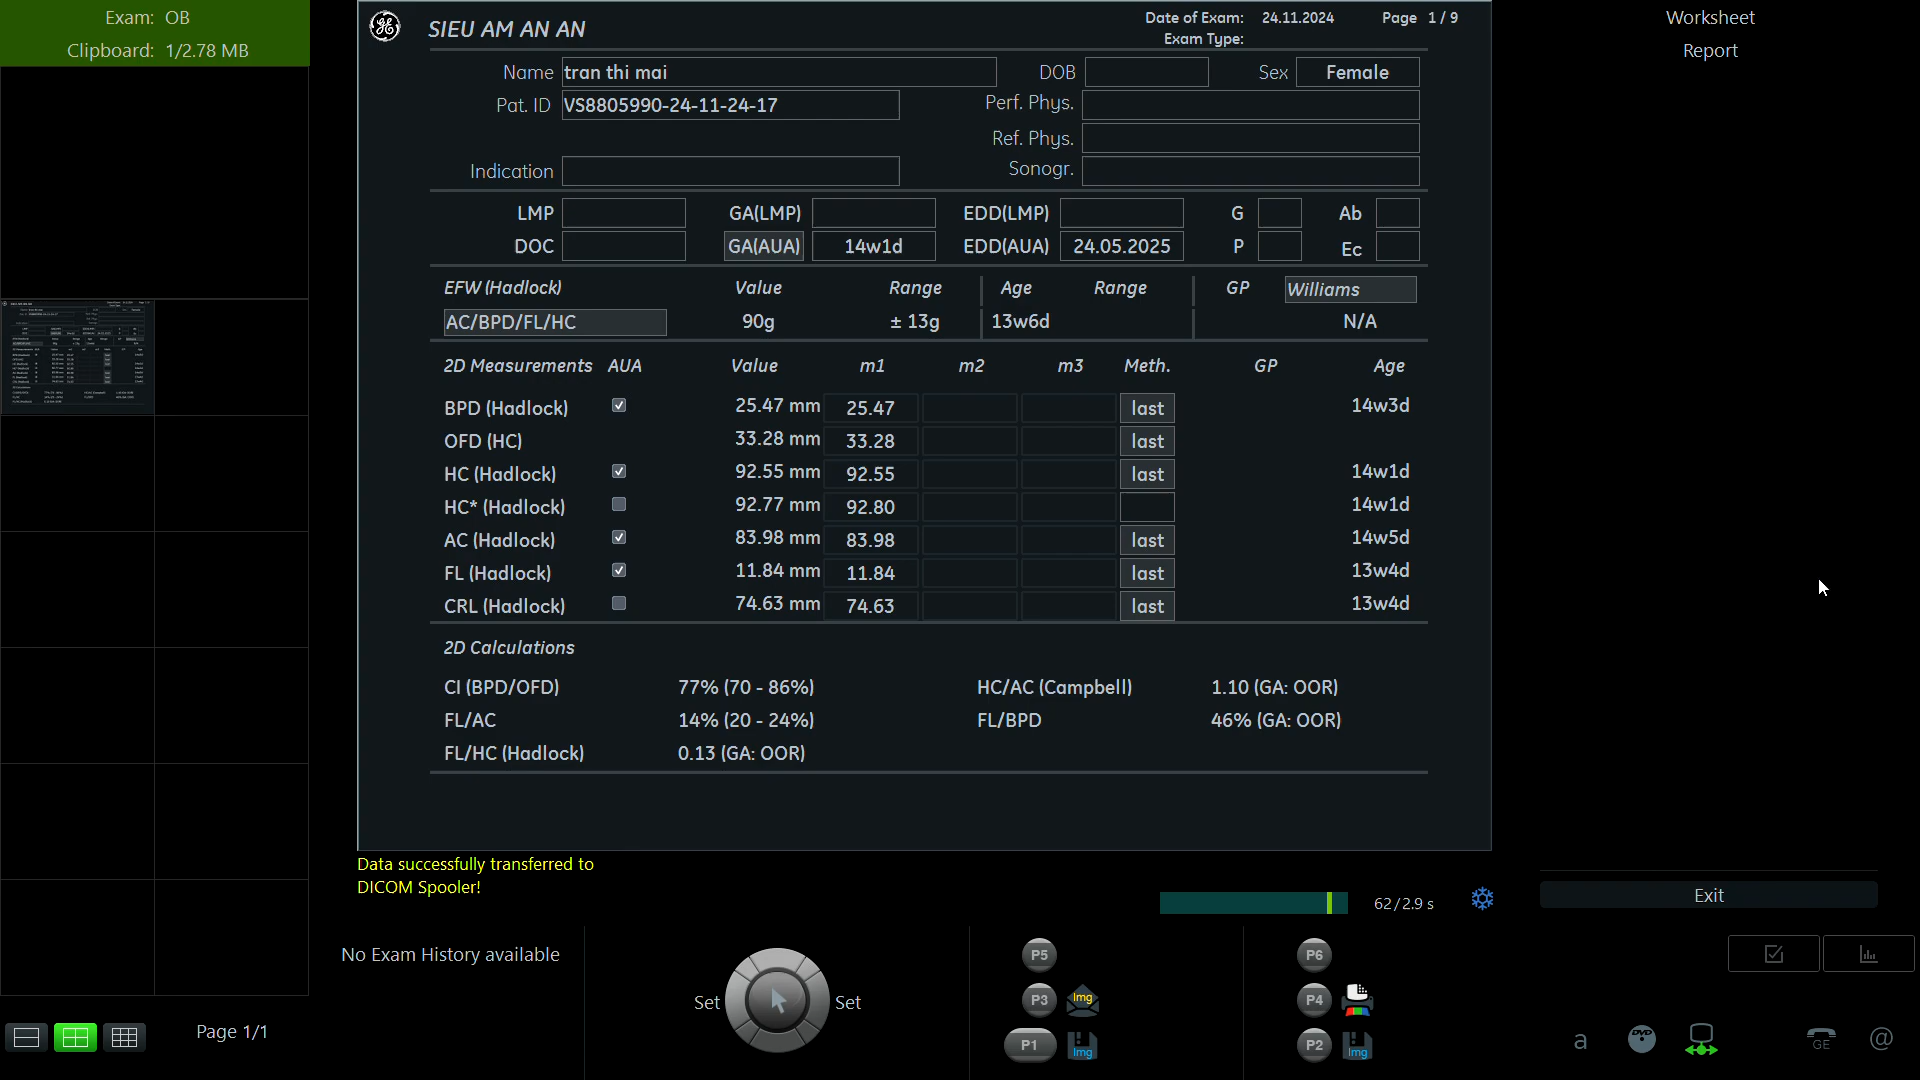 Exam: OB
Clipboard: 1/2.78 MB
SIEU AM AN AN
Date of Exam: 24.11.2024 Page 1 / 9
Exam Type:
Name tran thi mai DOB Sex Female
Pat. ID VS8805990-24-11-24-17 Perf. Phys.
Ref. Phys.
Indication Sonogr.
LMP GA(LMP) EDD(LMP) G Ab
DOC GA(AUA) 14w1d EDD(AUA) 24.05.2025 P Ec
EFW (Hadlock) Value Range Age Range GP Williams
AC/BPD/FL/HC 90g ± 13g 13w6d N/A
2D Measurements AUA Value m1 m2 m3 Meth. GP Age
BPD (Hadlock) 25.47 mm 25.47 last 14w3d
OFD (HC) 33.28 mm 33.28 last
HC (Hadlock) 92.55 mm 92.55 last 14w1d
HC* (Hadlock) 92.77 mm 92.80 14w1d
AC (Hadlock) 83.98 mm 83.98 last 14w5d
FL (Hadlock) 11.84 mm 11.84 last 13w4d
CRL (Hadlock) 74.63 mm 74.63 last 13w4d
2D Calculations
CI (BPD/OFD) 77% (70 - 86%) HC/AC (Campbell) 1.10 (GA: OOR)
FL/AC 14% (20 - 24%) FL/BPD 46% (GA: OOR)
FL/HC (Hadlock) 0.13 (GA: OOR)
Worksheet
Report
Data successfully transferred to
DICOM Spooler!
62/2.9 s
Exit
No Exam History available
Set Set
P5 P6
P3 Img P4
P1 Img P2 Img
Page 1/1
a DVD GE @